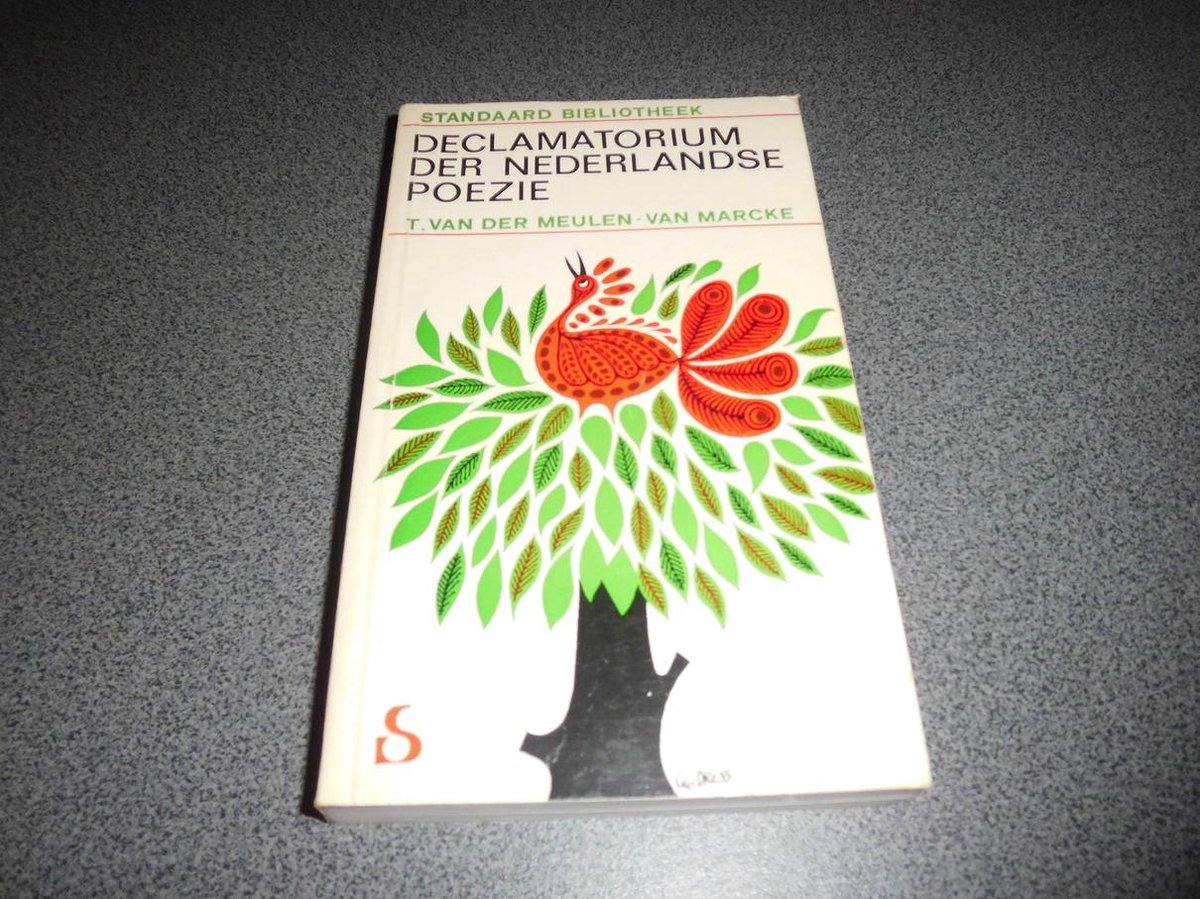 STANDAARD BIBLIOTHEEK
DECLAMATORIUM
DER NEDERLANDSE
POEZIE
T. VAN DER MEULEN-VAN MARCKE
S